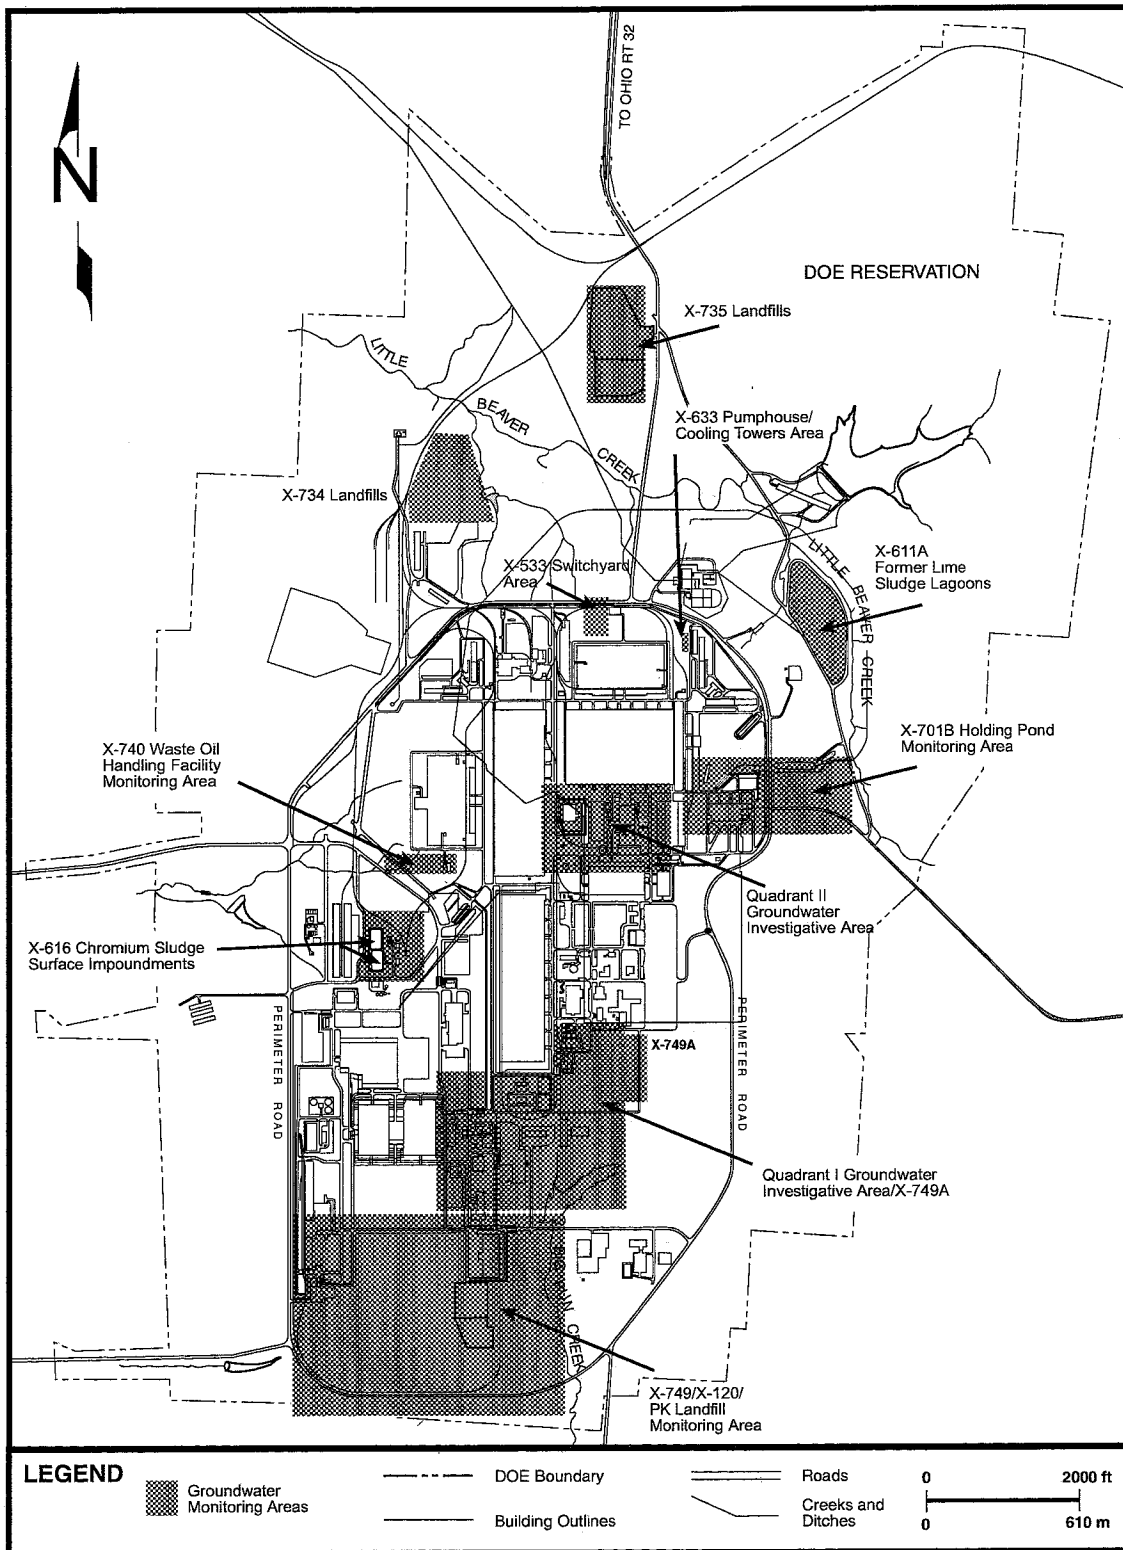 TO OHIO RT 32
N
DOE RESERVATION
X-735 Landfills
LITTLE
BEAVER
CREEK
X-633 Pumphouse/
Cooling Towers Area
X-734 Landfills
X-533 Switchyard
Area
LITTLE BEAVER CREEK
X-611A
Former Lime
Sludge Lagoons
X-740 Waste Oil
Handling Facility
Monitoring Area
X-701B Holding Pond
Monitoring Area
Quadrant II
Groundwater
Investigative Area
X-616 Chromium Sludge
Surface Impoundments
PERIMETER ROAD
PERIMETER ROAD
X-749A
Quadrant I Groundwater
Investigative Area/X-749A
CREEK
X-749/X-120/
PK Landfill
Monitoring Area
LEGEND
Groundwater
Monitoring Areas
DOE Boundary
Building Outlines
Roads
Creeks and
Ditches
0 2000 ft
0 610 m